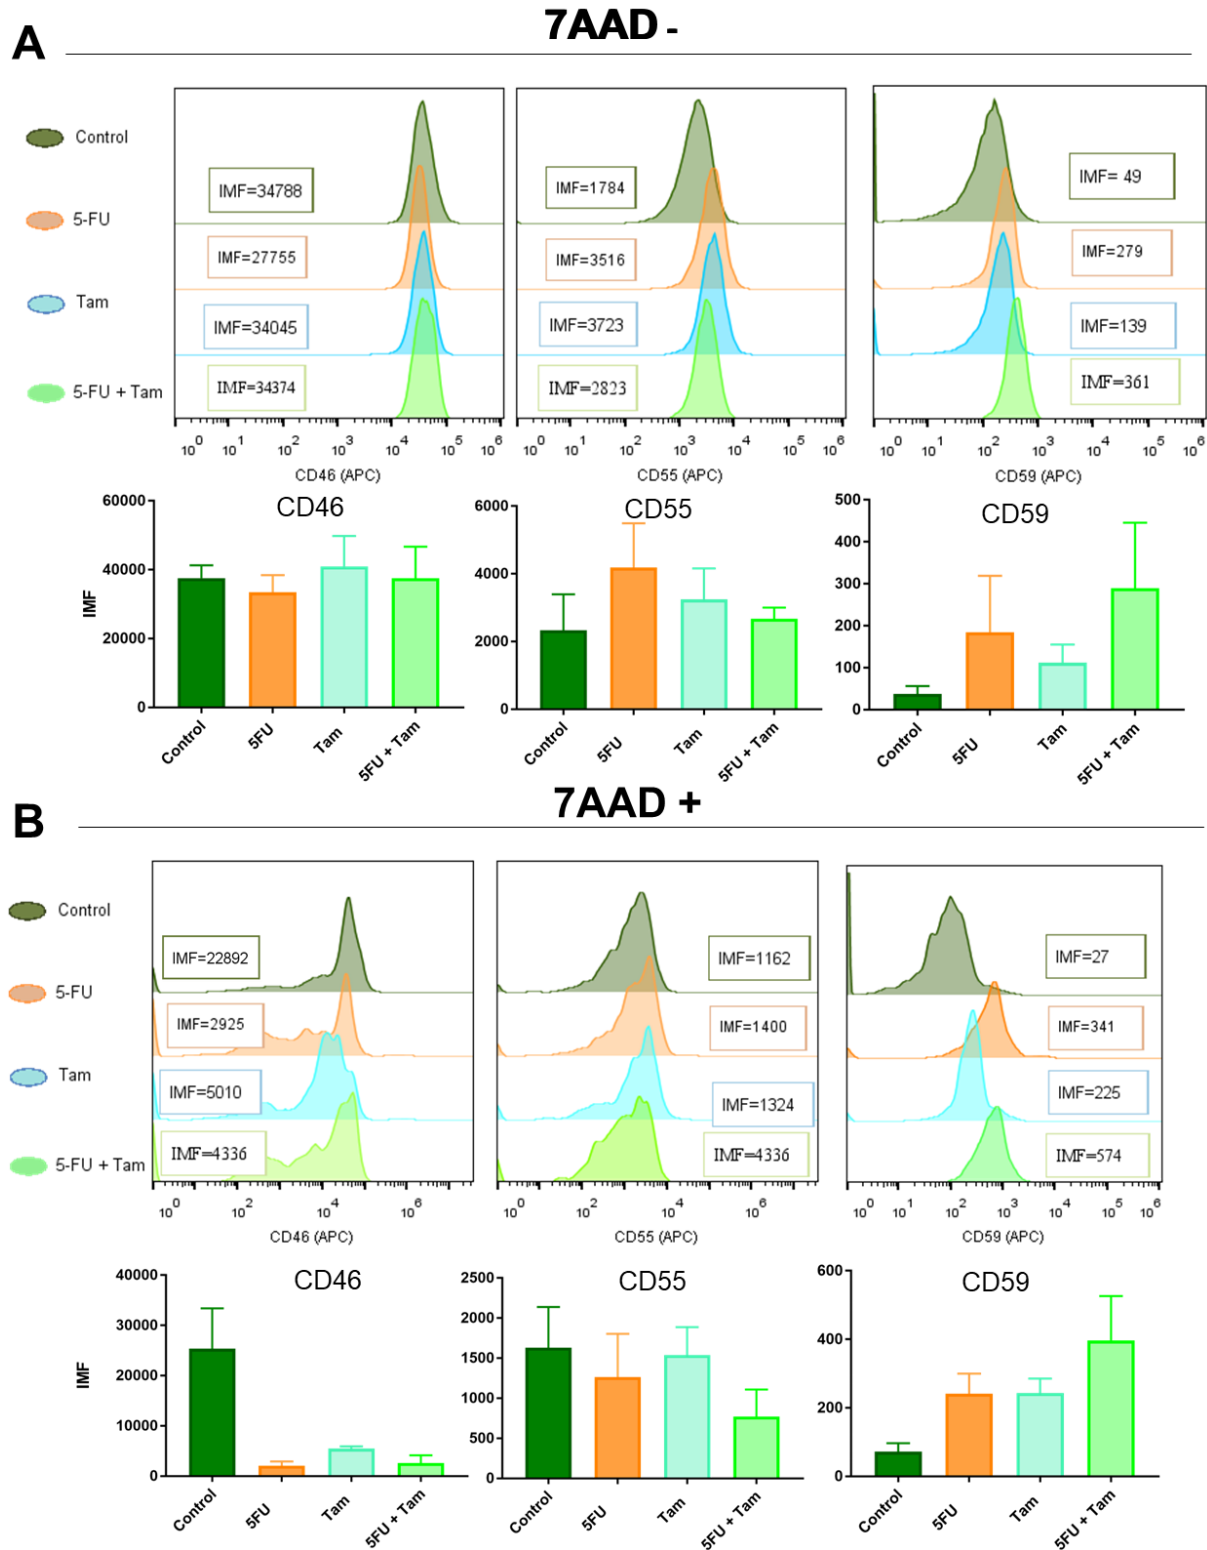 7AAD -
A
Control
5-FU
Tam
5-FU + Tam
IMF=34788
IMF=27755
IMF=34045
IMF=34374
10^0 10^1 10^2 10^3 10^4 10^5 10^6
CD46 (APC)
IMF=1784
IMF=3516
IMF=3723
IMF=2823
10^0 10^1 10^2 10^3 10^4 10^5 10^6
CD55 (APC)
IMF= 49
IMF= 279
IMF=139
IMF=361
10^0 10^1 10^2 10^3 10^4 10^5 10^6
CD59 (APC)
CD46
IMF
60000
40000
20000
0
Control 5FU Tam 5FU + Tam
CD55
6000
4000
2000
0
Control 5FU Tam 5FU + Tam
CD59
500
400
300
200
100
0
Control 5FU Tam 5FU + Tam
7AAD +
B
Control
5-FU
Tam
5-FU + Tam
IMF=22892
IMF=2925
IMF=5010
IMF=4336
10^0 10^2 10^4 10^6
CD46 (APC)
IMF=1162
IMF=1400
IMF=1324
IMF=4336
10^0 10^2 10^4 10^6
CD55 (APC)
IMF=27
IMF=341
IMF=225
IMF=574
10^0 10^1 10^2 10^3 10^4 10^5 10^6
CD59 (APC)
CD46
IMF
40000
30000
20000
10000
0
Control 5FU Tam 5FU + Tam
CD55
2500
2000
1500
1000
500
0
Control 5FU Tam 5FU + Tam
CD59
600
400
200
0
Control 5FU Tam 5FU + Tam